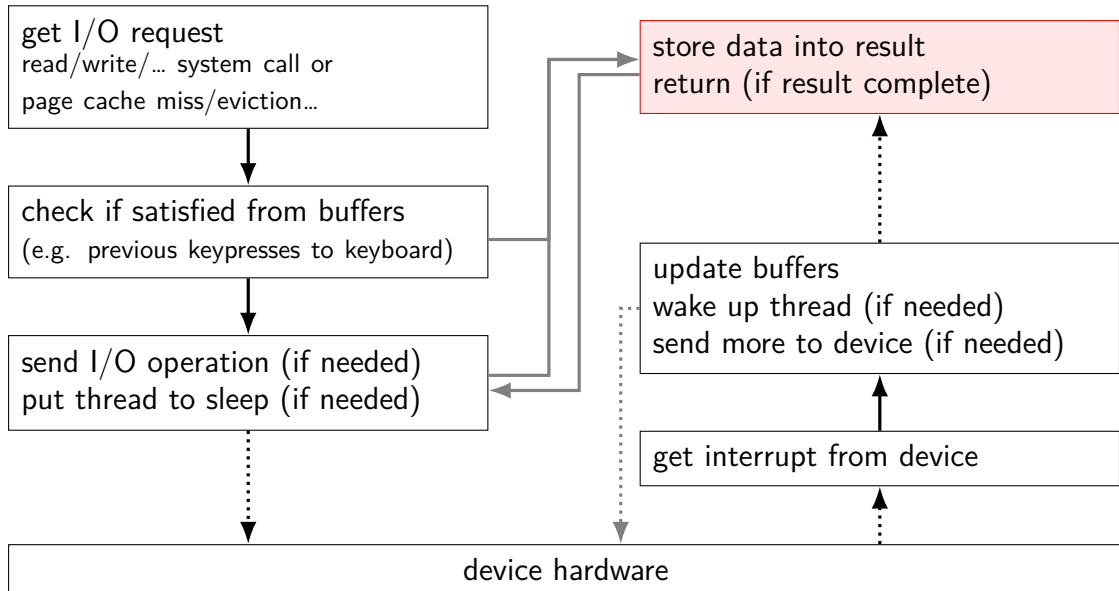 get I/O request
read/write/… system call or
page cache miss/eviction…
check if satisfied from buffers
(e.g. previous keypresses to keyboard)
send I/O operation (if needed)
put thread to sleep (if needed)
store data into result
return (if result complete)
update buffers
wake up thread (if needed)
send more to device (if needed)
get interrupt from device
device hardware